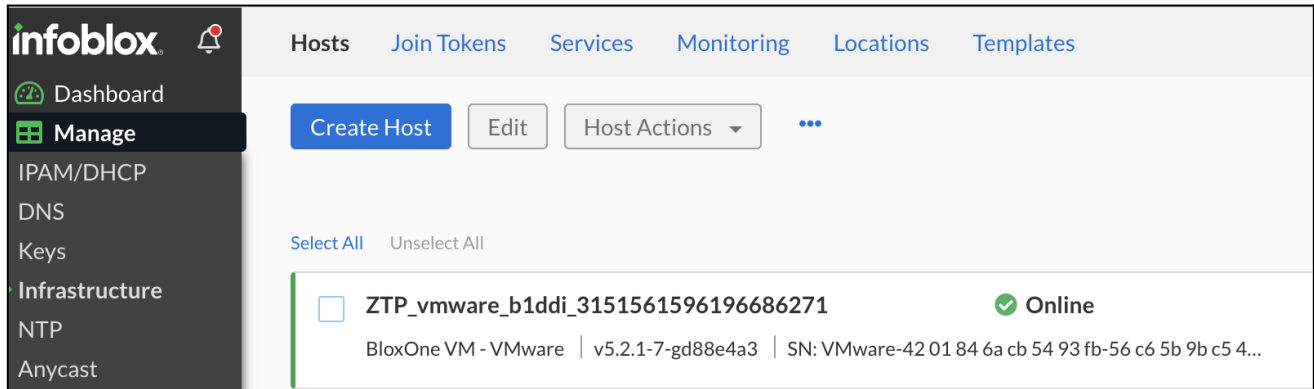 infoblox
Hosts Join Tokens Services Monitoring Locations Templates
Dashboard
Manage
IPAM/DHCP
DNS
Keys
Infrastructure
NTP
Anycast
Create Host Edit Host Actions
Select All Unselect All
ZTP_vmware_b1ddi_3151561596196686271 Online
BloxOne VM - VMware | v5.2.1-7-gd88e4a3 | SN: VMware-42 01 84 6a cb 54 93 fb-56 c6 5b 9b c5 4...